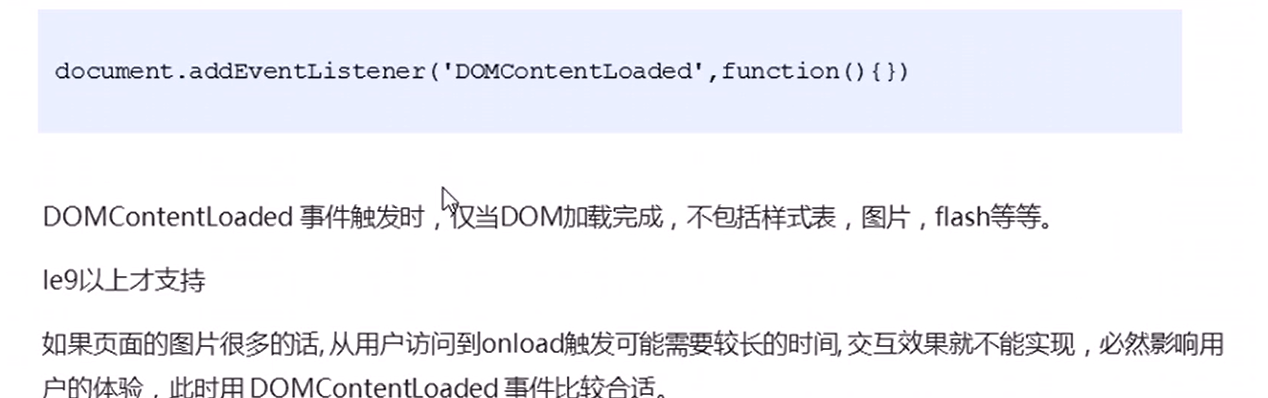 document.addEventListener('DOMContentLoaded',function(){})
DOMContentLoaded 事件触发时，仅当DOM加载完成，不包括样式表，图片，flash等等。
Ie9以上才支持
如果页面的图片很多的话, 从用户访问到onload触发可能需要较长的时间, 交互效果就不能实现，必然影响用
户的体验，此时用 DOMContentLoaded 事件比较合适。